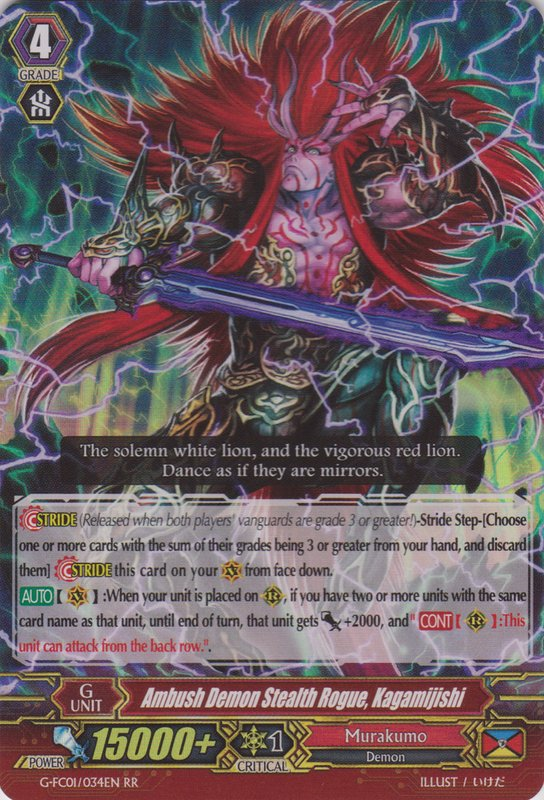 4
GRADE
The solemn white lion, and the vigorous red lion.
Dance as if they are mirrors.
STRIDE (Released when both players' vanguards are grade 3 or greater!)-Stride Step-[Choose
one or more cards with the sum of their grades being 3 or greater from your hand, and discard
them] STRIDE this card on your from face down.
AUTO【 】:When your unit is placed on , if you have two or more units with the same
card name as that unit, until end of turn, that unit gets +2000, and" CONT【 】:This
unit can attack from the back row.".
G UNIT
Ambush Demon Stealth Rogue, Kagamijishi
POWER
15000+
1
CRITICAL
Murakumo
Demon
G-FC01/034EN RR
ILLUST / いけだ